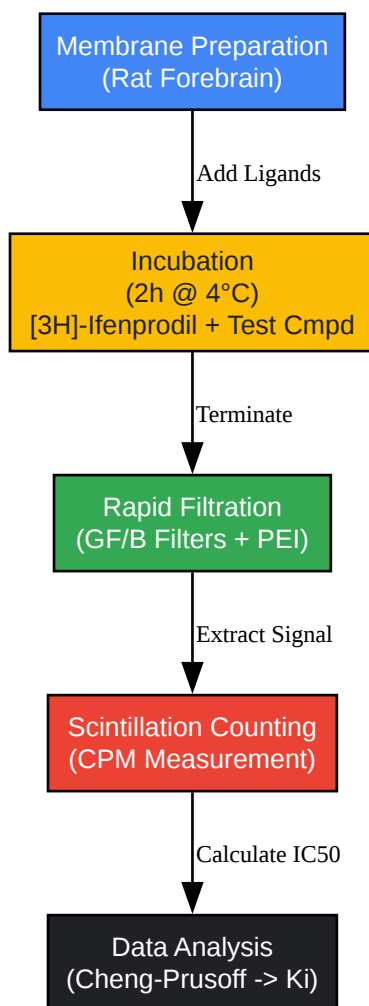 Membrane Preparation
(Rat Forebrain)
Add Ligands
Incubation
(2h @ 4°C)
[3H]-Ifenprodil + Test Cmpd
Terminate
Rapid Filtration
(GF/B Filters + PEI)
Extract Signal
Scintillation Counting
(CPM Measurement)
Calculate IC50
Data Analysis
(Cheng-Prusoff -> Ki)